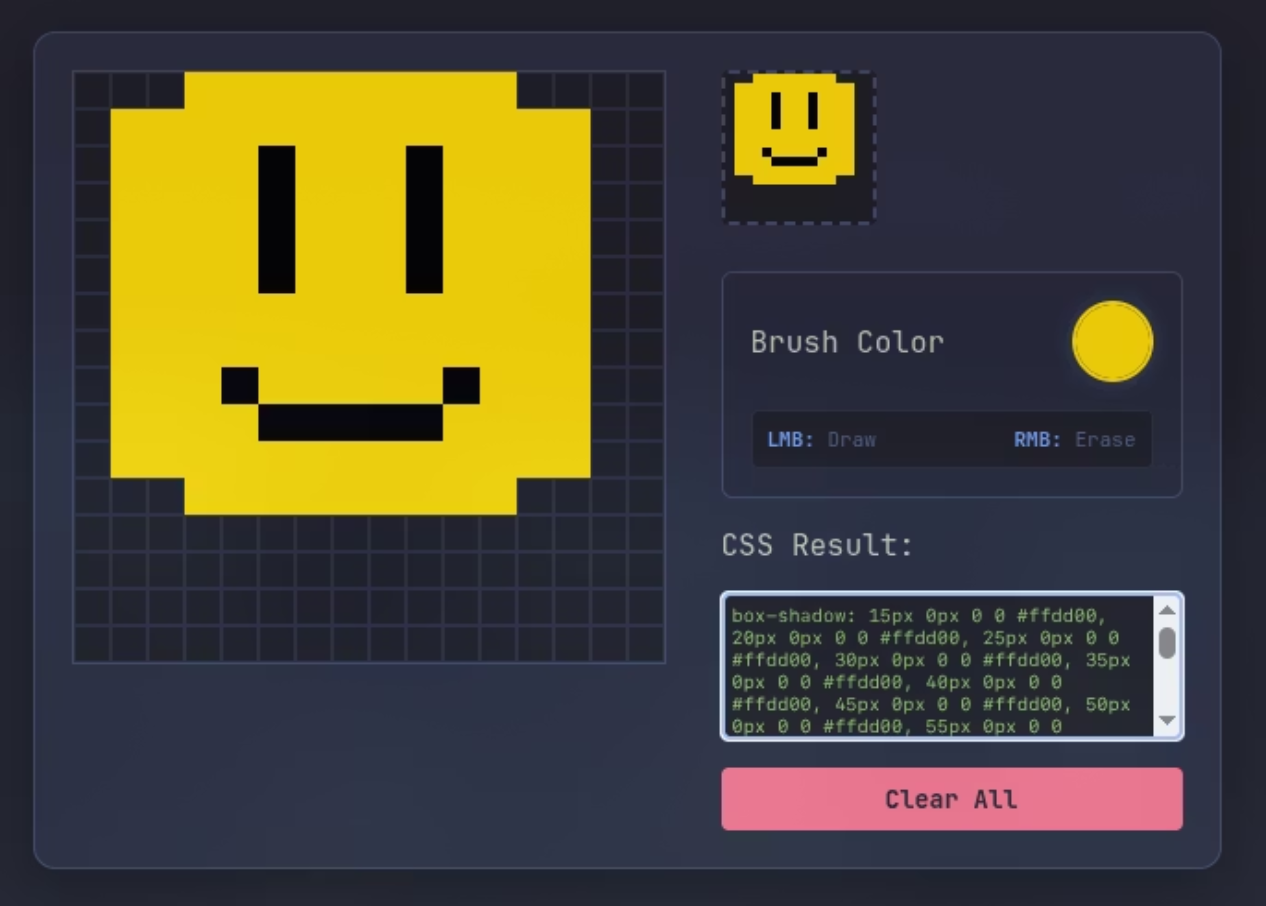 Brush Color
LMB: Draw RMB: Erase
CSS Result:
box-shadow: 15px 0px 0 0 #ffdd00,
20px 0px 0 0 #ffdd00, 25px 0px 0 0
#ffdd00, 30px 0px 0 0 #ffdd00, 35px
0px 0 0 #ffdd00, 40px 0px 0 0
#ffdd00, 45px 0px 0 0 #ffdd00, 50px
0px 0 0 #ffdd00, 55px 0px 0 0
Clear All